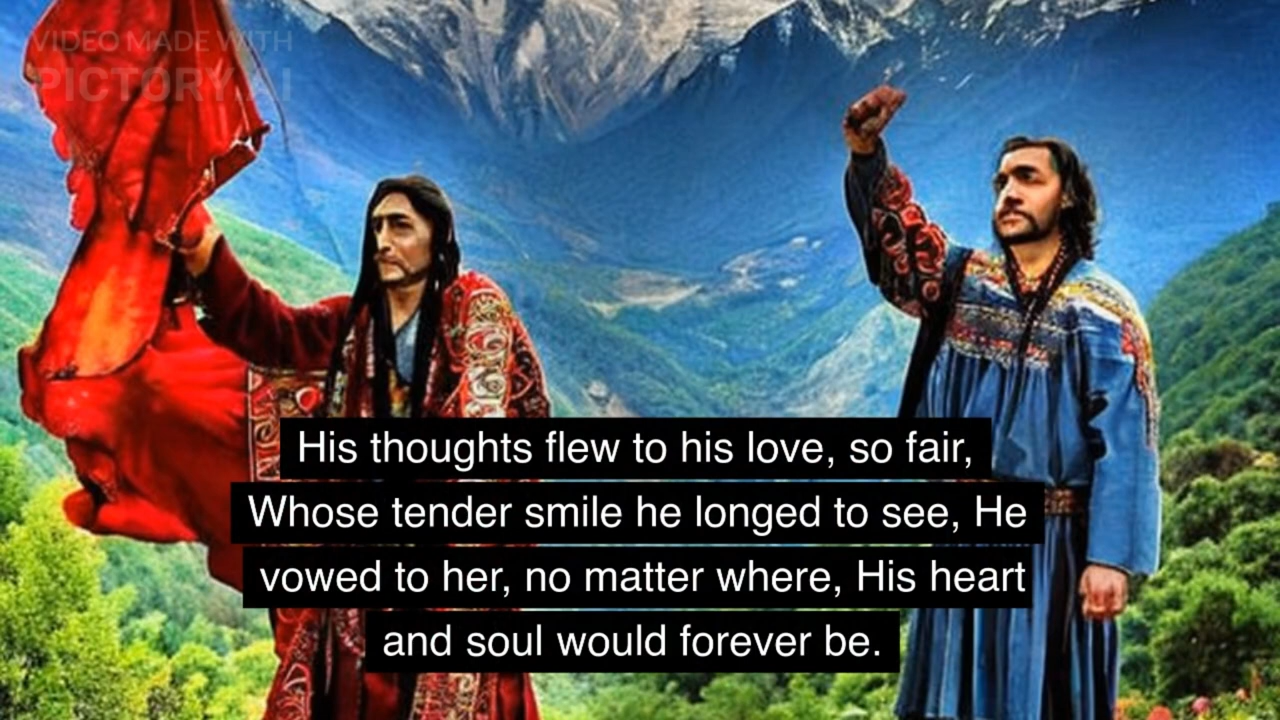 VIDEO MADE WITH
PICTORY.AI
His thoughts flew to his love, so fair,
Whose tender smile he longed to see, He
vowed to her, no matter where, His heart
and soul would forever be.